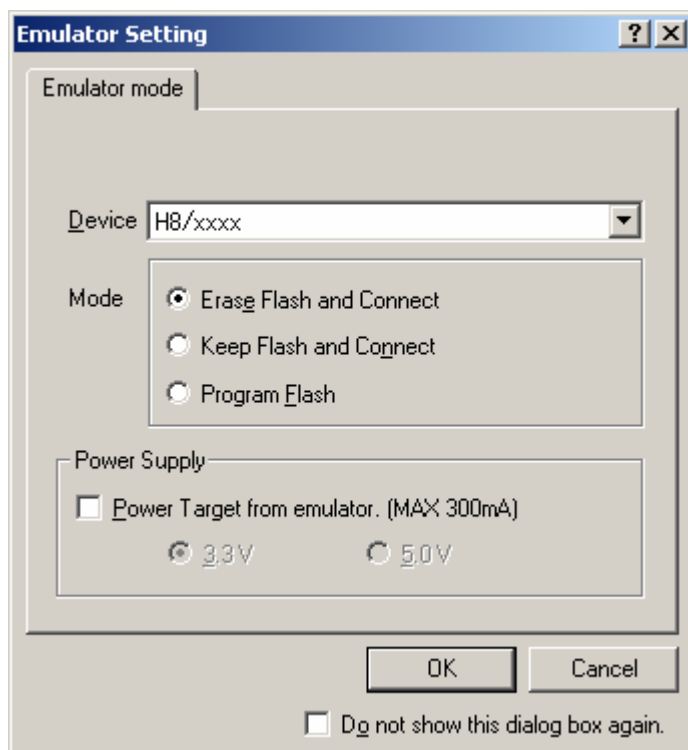 Emulator Setting
Emulator mode
Device H8/xxxx
Mode
Erase Flash and Connect
Keep Flash and Connect
Program Flash
Power Supply
Power Target from emulator. (MAX 300mA)
3.3V 5.0V
OK Cancel
Do not show this dialog box again.